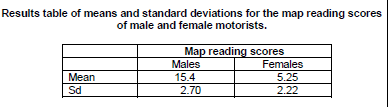 Results table of means and standard deviations for the map reading scores
of male and female motorists.
Map reading scores
Males Females
Mean 15.4 5.25
Sd 2.70 2.22